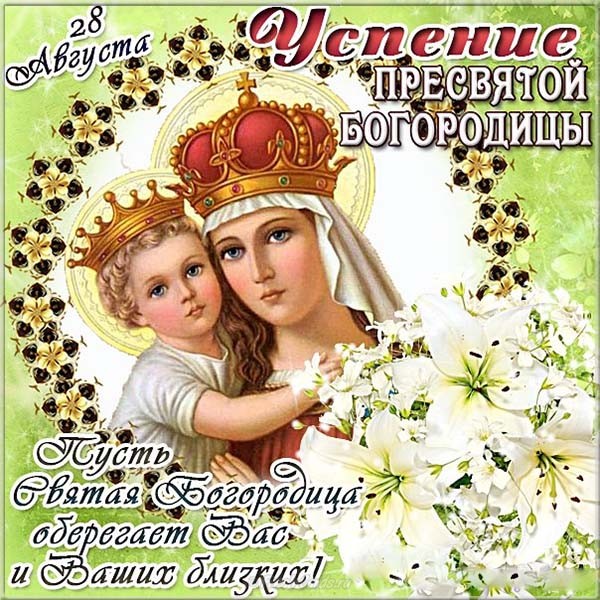 28
Августа
Успение
ПРЕСВЯТОЙ
БОГОРОДИЦЫ
Пусть
Святая Богородица
оберегает Вас
и Ваших близких!